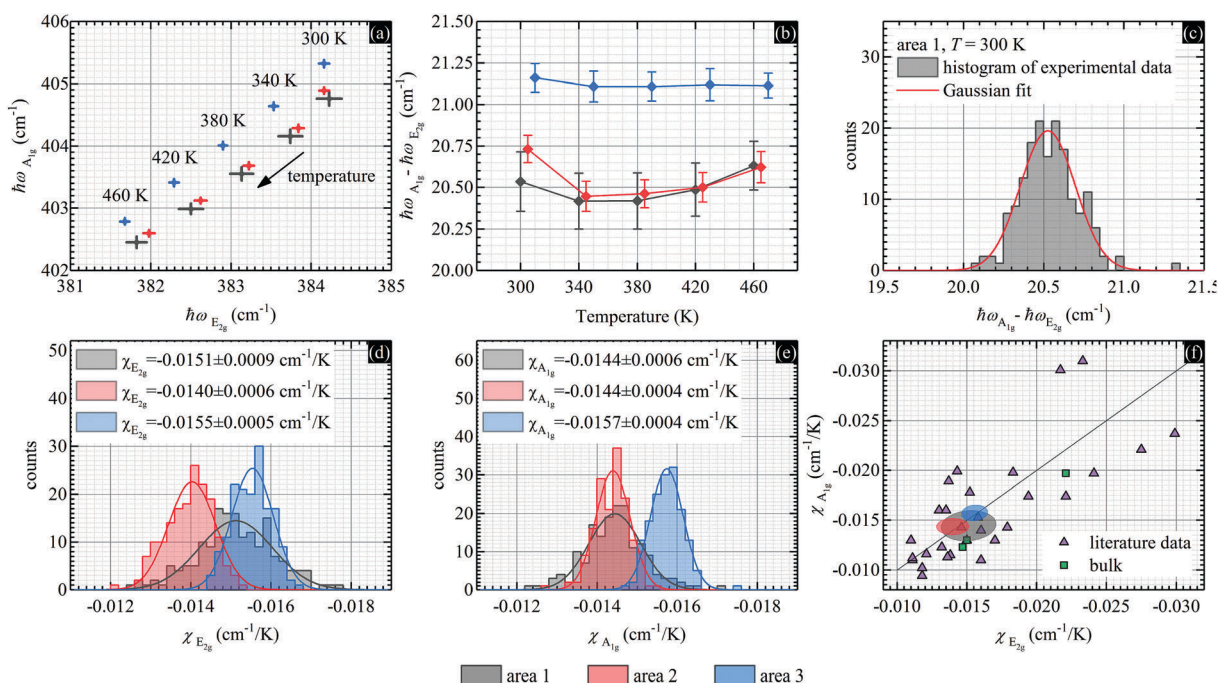 (a)
300 K
340 K
380 K
420 K
460 K
temperature
406
405
404
403
402
381 382 383 384 385
ħω A1g (cm⁻¹)
ħω E2g (cm⁻¹)
(b)
21.50
21.25
21.00
20.75
20.50
20.25
20.00
300 340 380 420 460
ħω A1g - ħω E2g (cm⁻¹)
Temperature (K)
(c)
area 1, T = 300 K
histogram of experimental data
Gaussian fit
30
20
10
0
19.5 20.0 20.5 21.0 21.5
counts
ħωA1g - ħωE2g (cm⁻¹)
(d)
χE2g=-0.0151±0.0009 cm⁻¹/K
χE2g=-0.0140±0.0006 cm⁻¹/K
χE2g=-0.0155±0.0005 cm⁻¹/K
50
40
30
20
10
0
-0.012 -0.014 -0.016 -0.018
counts
χ E2g (cm⁻¹/K)
(e)
χA1g=-0.0144±0.0006 cm⁻¹/K
χA1g=-0.0144±0.0004 cm⁻¹/K
χA1g=-0.0157±0.0004 cm⁻¹/K
60
50
40
30
20
10
0
-0.012 -0.014 -0.016 -0.018
counts
χ A1g (cm⁻¹/K)
(f)
-0.030
-0.020
-0.015
-0.010
-0.010 -0.015 -0.020 -0.025 -0.030
literature data
bulk
χ A1g (cm⁻¹/K)
χ E2g (cm⁻¹/K)
area 1 area 2 area 3